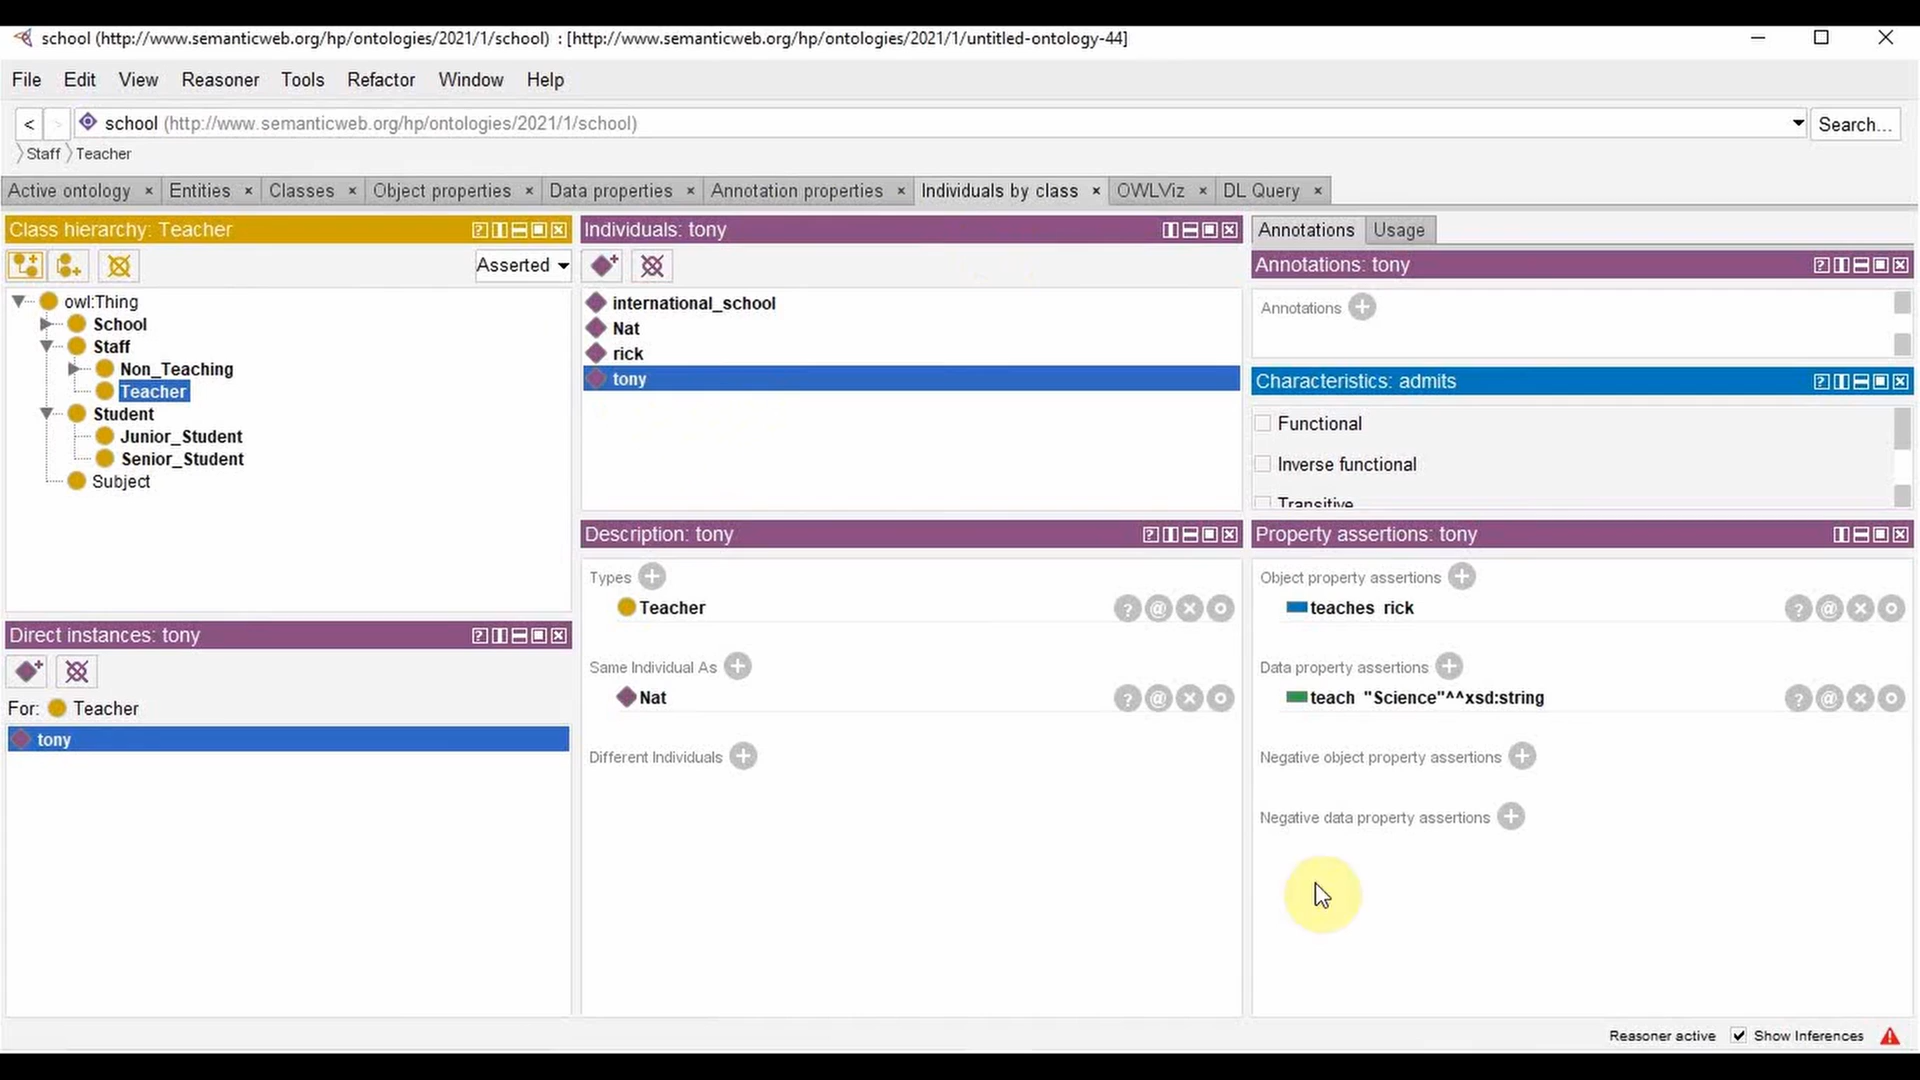 school (http://www.semanticweb.org/hp/ontologies/2021/1/school) : [http://www.semanticweb.org/hp/ontologies/2021/1/untitled-ontology-44]
File Edit View Reasoner Tools Refactor Window Help
< > school (http://www.semanticweb.org/hp/ontologies/2021/1/school) Search...
Staff Teacher
Active ontology × Entities × Classes × Object properties × Data properties × Annotation properties × Individuals by class × OWLViz × DL Query ×
Class hierarchy: Teacher
Asserted
owl:Thing
School
Staff
Non_Teaching
Teacher
Student
Junior_Student
Senior_Student
Subject
Direct instances: tony
For: Teacher
tony
Individuals: tony
international_school
Nat
rick
tony
Description: tony
Types
Teacher
Same Individual As
Nat
Different Individuals
Annotations Usage
Annotations: tony
Annotations
Characteristics: admits
Functional
Inverse functional
Transitive
Property assertions: tony
Object property assertions
teaches rick
Data property assertions
teach "Science"^^xsd:string
Negative object property assertions
Negative data property assertions
Reasoner active Show Inferences